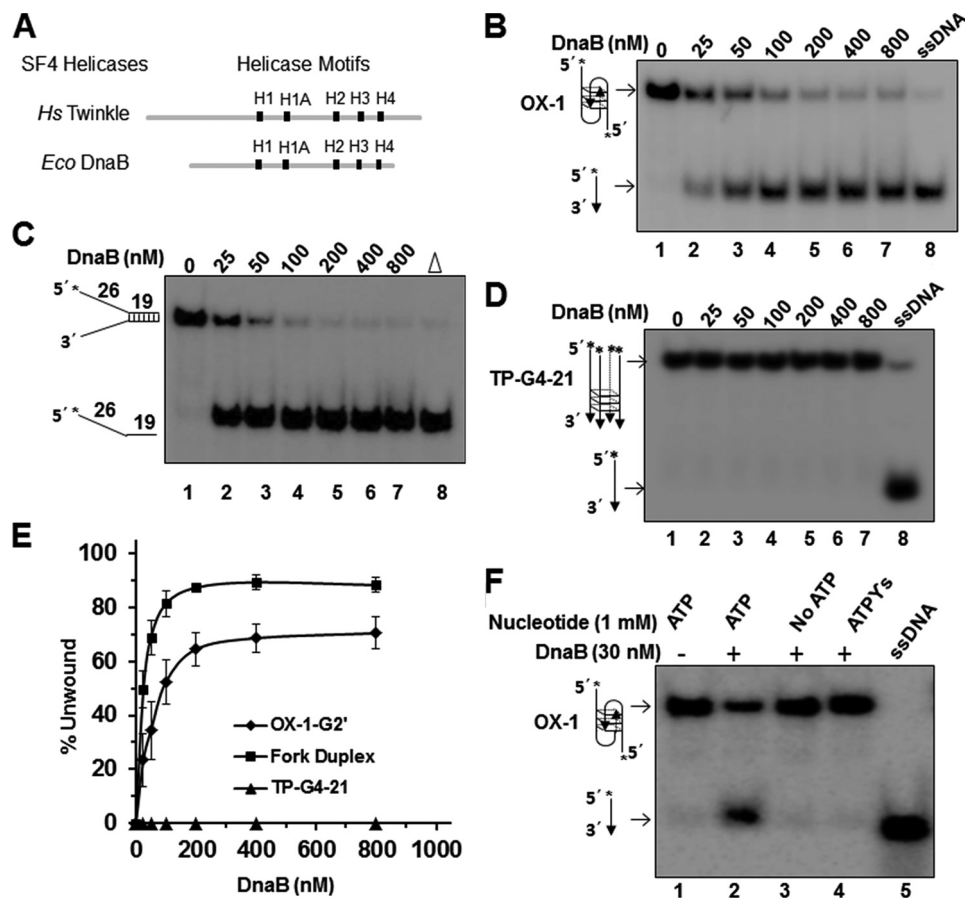 A
SF4 Helicases Helicase Motifs
H1 H1A H2 H3 H4
Hs Twinkle
H1 H1A H2 H3 H4
Eco DnaB
B
DnaB (nM) 0 25 50 100 200 400 800 ssDNA
5´*
OX-1
*5´
5´*
3´
1 2 3 4 5 6 7 8
C
DnaB (nM) 0 25 50 100 200 400 800 △
5´* 26 19
3´
5´* 26 19
1 2 3 4 5 6 7 8
D
DnaB (nM) 0 25 50 100 200 400 800 ssDNA
5´* * * *
TP-G4-21
3´
5´*
3´
1 2 3 4 5 6 7 8
E
% Unwound
100
80
60
40
20
0
OX-1-G2'
Fork Duplex
TP-G4-21
0 200 400 600 800 1000
DnaB (nM)
F
Nucleotide (1 mM) ATP ATP No ATP ATPYs ssDNA
DnaB (30 nM) - + + +
5´*
OX-1
*5´
5´*
3´
1 2 3 4 5